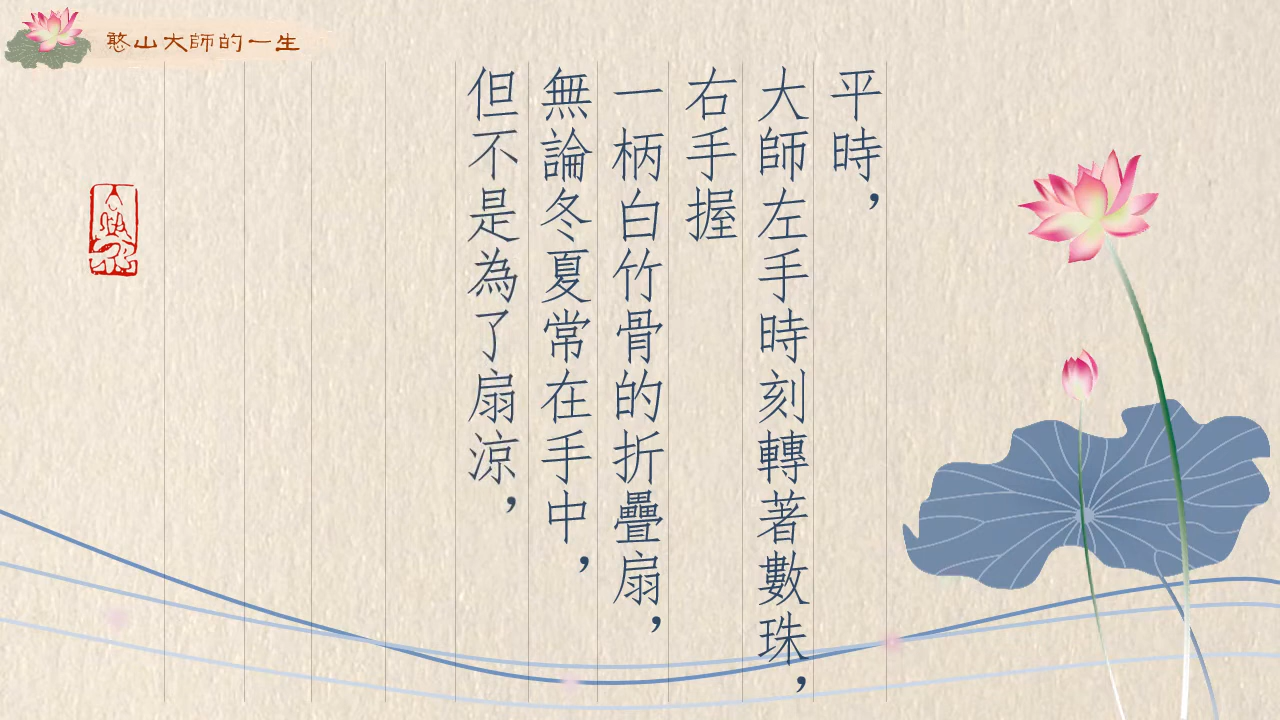 憨山大師的一生
平時，
大師左手時刻轉著數珠，
右手握
一柄白竹骨的折疊扇，
無論冬夏常在手中，
但不是為了扇涼，